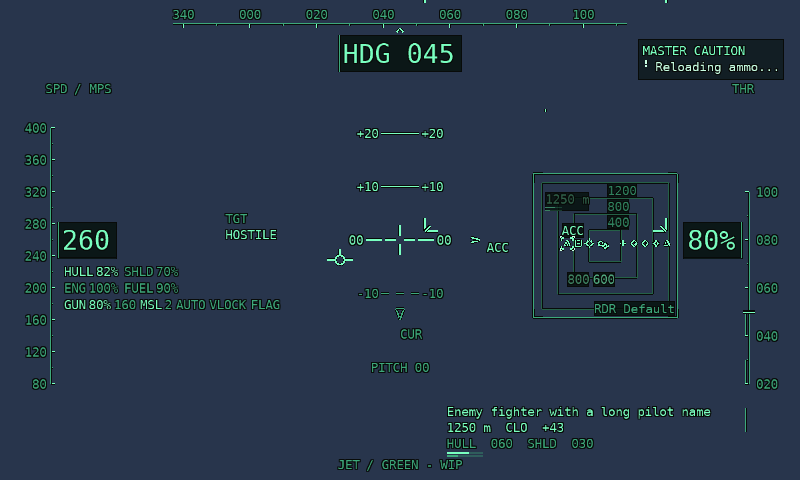 340 000 020 040 060 080 100
HDG 045
MASTER CAUTION
! Reloading ammo...
SPD / MPS
THR
400
360
320
280
240
200
160
120
80
260
HULL 82% SHLD 70%
ENG 100% FUEL 90%
GUN 80% 160 MSL 2 AUTO VLOCK FLAG
TGT
HOSTILE
+20 +20
+10 +10
00 00
-10 -10
ACC
CUR
PITCH 00
1200
1250 m
800
400
ACC
800 600
RDR Default
80%
100
080
060
040
020
Enemy fighter with a long pilot name
1250 m CLO +43
HULL 060 SHLD 030
JET / GREEN - WIP